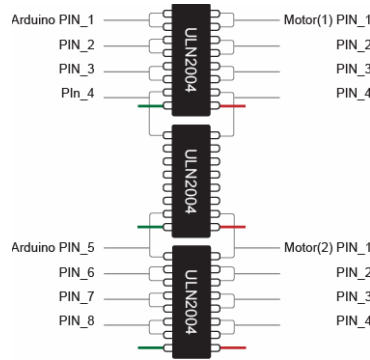 Arduino PIN_1
Motor(1) PIN_1
PIN_2
PIN_2
PIN_3
PIN_3
PIn_4
PIN_4
ULN2004
ULN2004
Arduino PIN_5
Motor(2) PIN_1
PIN_6
PIN_2
PIN_7
PIN_3
PIN_8
PIN_4
ULN2004